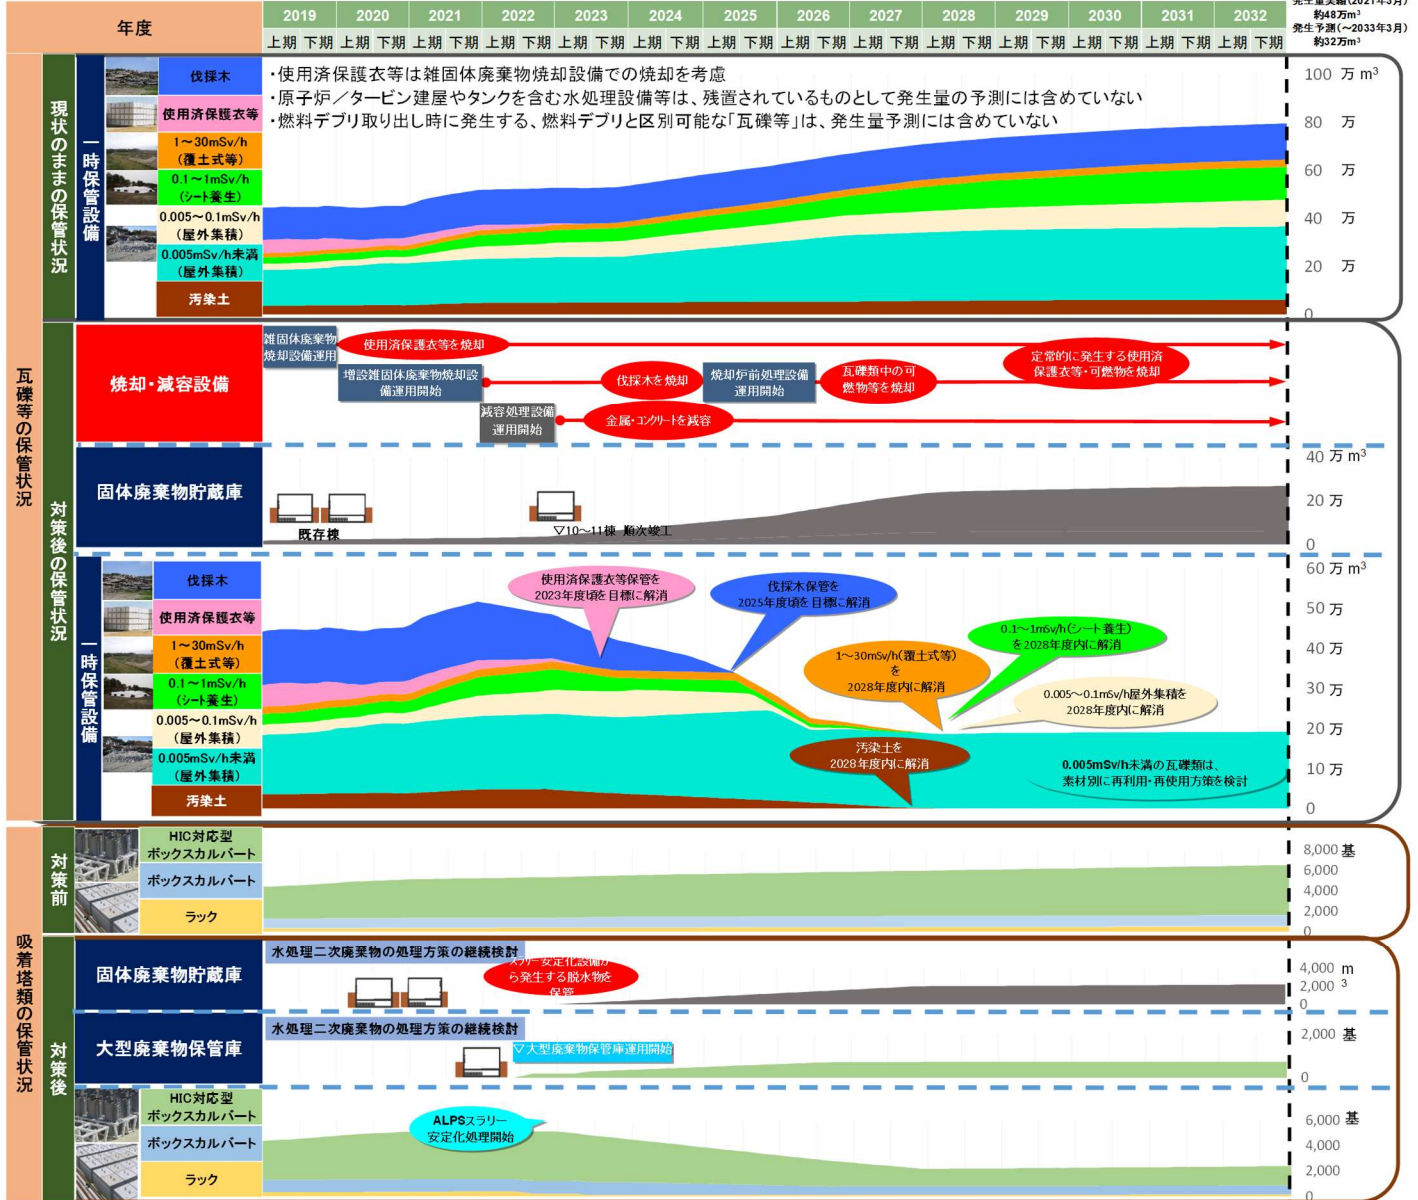 年度
2019 2020 2021 2022 2023 2024 2025 2026 2027 2028 2029 2030 2031 2032
上期 下期 上期 下期 上期 下期 上期 下期 上期 下期 上期 下期 上期 下期 上期 下期 上期 下期 上期 下期 上期 下期 上期 下期 上期 下期 上期 下期
約48万m³
発生予測(～2033年3月)
約32万m³
瓦礫等の保管状況
現状のままの保管状況
一時保管設備
伐採木
使用済保護衣等
1～30mSv/h
(覆土式等)
0.1～1mSv/h
(シート養生)
0.005～0.1mSv/h
(屋外集積)
0.005mSv/h未満
(屋外集積)
汚染土
・使用済保護衣等は雑固体廃棄物焼却設備での焼却を考慮
・原子炉／タービン建屋やタンクを含む水処理設備等は、残置されているものとして発生量の予測には含めていない
・燃料デブリ取り出し時に発生する、燃料デブリと区別可能な「瓦礫等」は、発生量予測には含めていない
100 万 m³
80 万
60 万
40 万
20 万
0
対策後の保管状況
焼却・減容設備
雑固体廃棄物
焼却設備運用
使用済保護衣等を焼却
増設雑固体廃棄物焼却設
備運用開始
伐採木を焼却
焼却炉前処理設備
運用開始
瓦礫類中の可
燃物等を焼却
定常的に発生する使用済
保護衣等・可燃物を焼却
減容処理設備
運用開始
金属・コンクリートを減容
固体廃棄物貯蔵庫
既存棟
▽10～11棟 順次竣工
40 万 m³
20 万
0
一時保管設備
伐採木
使用済保護衣等
1～30mSv/h
(覆土式等)
0.1～1mSv/h
(シート養生)
0.005～0.1mSv/h
(屋外集積)
0.005mSv/h未満
(屋外集積)
汚染土
使用済保護衣等保管を
2023年度頃を目標に解消
伐採木保管を
2025年度頃を目標に解消
1～30mSv/h(覆土式等)
を
2028年度内に解消
0.1～1mSv/h(シート養生)
を2028年度内に解消
0.005～0.1mSv/h屋外集積を
2028年度内に解消
汚染土を
2028年度内に解消
0.005mSv/h未満の瓦礫類は、
素材別に再利用・再使用方策を検討
60 万 m³
50 万
40 万
30 万
20 万
10 万
0
吸着塔類の保管状況
対策前
HIC対応型
ボックスカルバート
ボックスカルバート
ラック
8,000 基
6,000
4,000
2,000
0
対策後
固体廃棄物貯蔵庫
水処理二次廃棄物の処理方策の継続検討
スラリー安定化設備か
ら発生する脱水物を
保管
4,000 m
2,000 3
0
大型廃棄物保管庫
水処理二次廃棄物の処理方策の継続検討
▽大型廃棄物保管庫運用開始
2,000 基
0
HIC対応型
ボックスカルバート
ボックスカルバート
ラック
ALPSスラリー
安定化処理開始
6,000 基
4,000
2,000
0